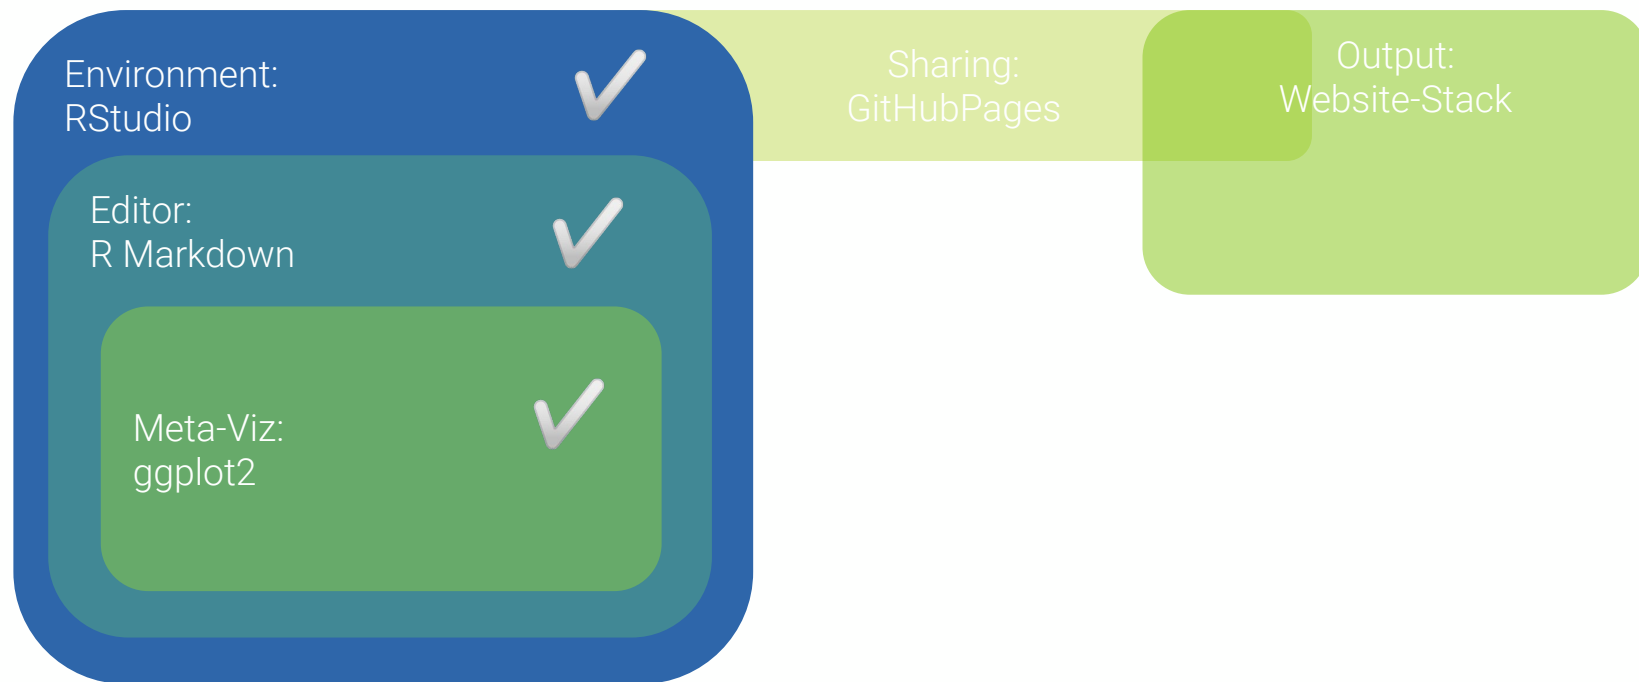 Environment:
RStudio
Sharing:
GitHubPages
Output:
Website-Stack
Editor:
R Markdown
Meta-Viz:
ggplot2